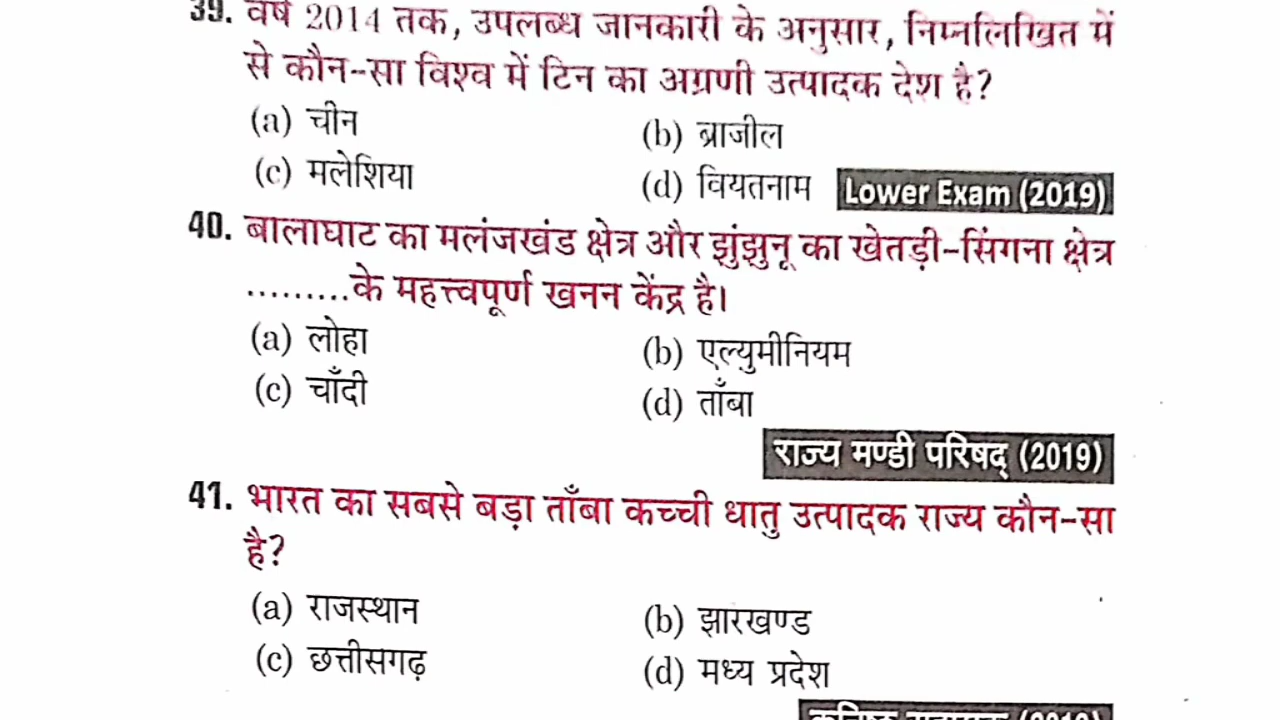 39. वर्ष 2014 तक, उपलब्ध जानकारी के अनुसार, निम्नलिखित में
से कौन-सा विश्व में टिन का अग्रणी उत्पादक देश है?
(a) चीन (b) ब्राजील
(c) मलेशिया (d) वियतनाम Lower Exam (2019)
40. बालाघाट का मलंजखंड क्षेत्र और झुंझुनू का खेतड़ी-सिंगना क्षेत्र
.........के महत्त्वपूर्ण खनन केंद्र है।
(a) लोहा (b) एल्युमीनियम
(c) चाँदी (d) ताँबा
राज्य मण्डी परिषद् (2019)
41. भारत का सबसे बड़ा ताँबा कच्ची धातु उत्पादक राज्य कौन-सा
है?
(a) राजस्थान (b) झारखण्ड
(c) छत्तीसगढ़ (d) मध्य प्रदेश